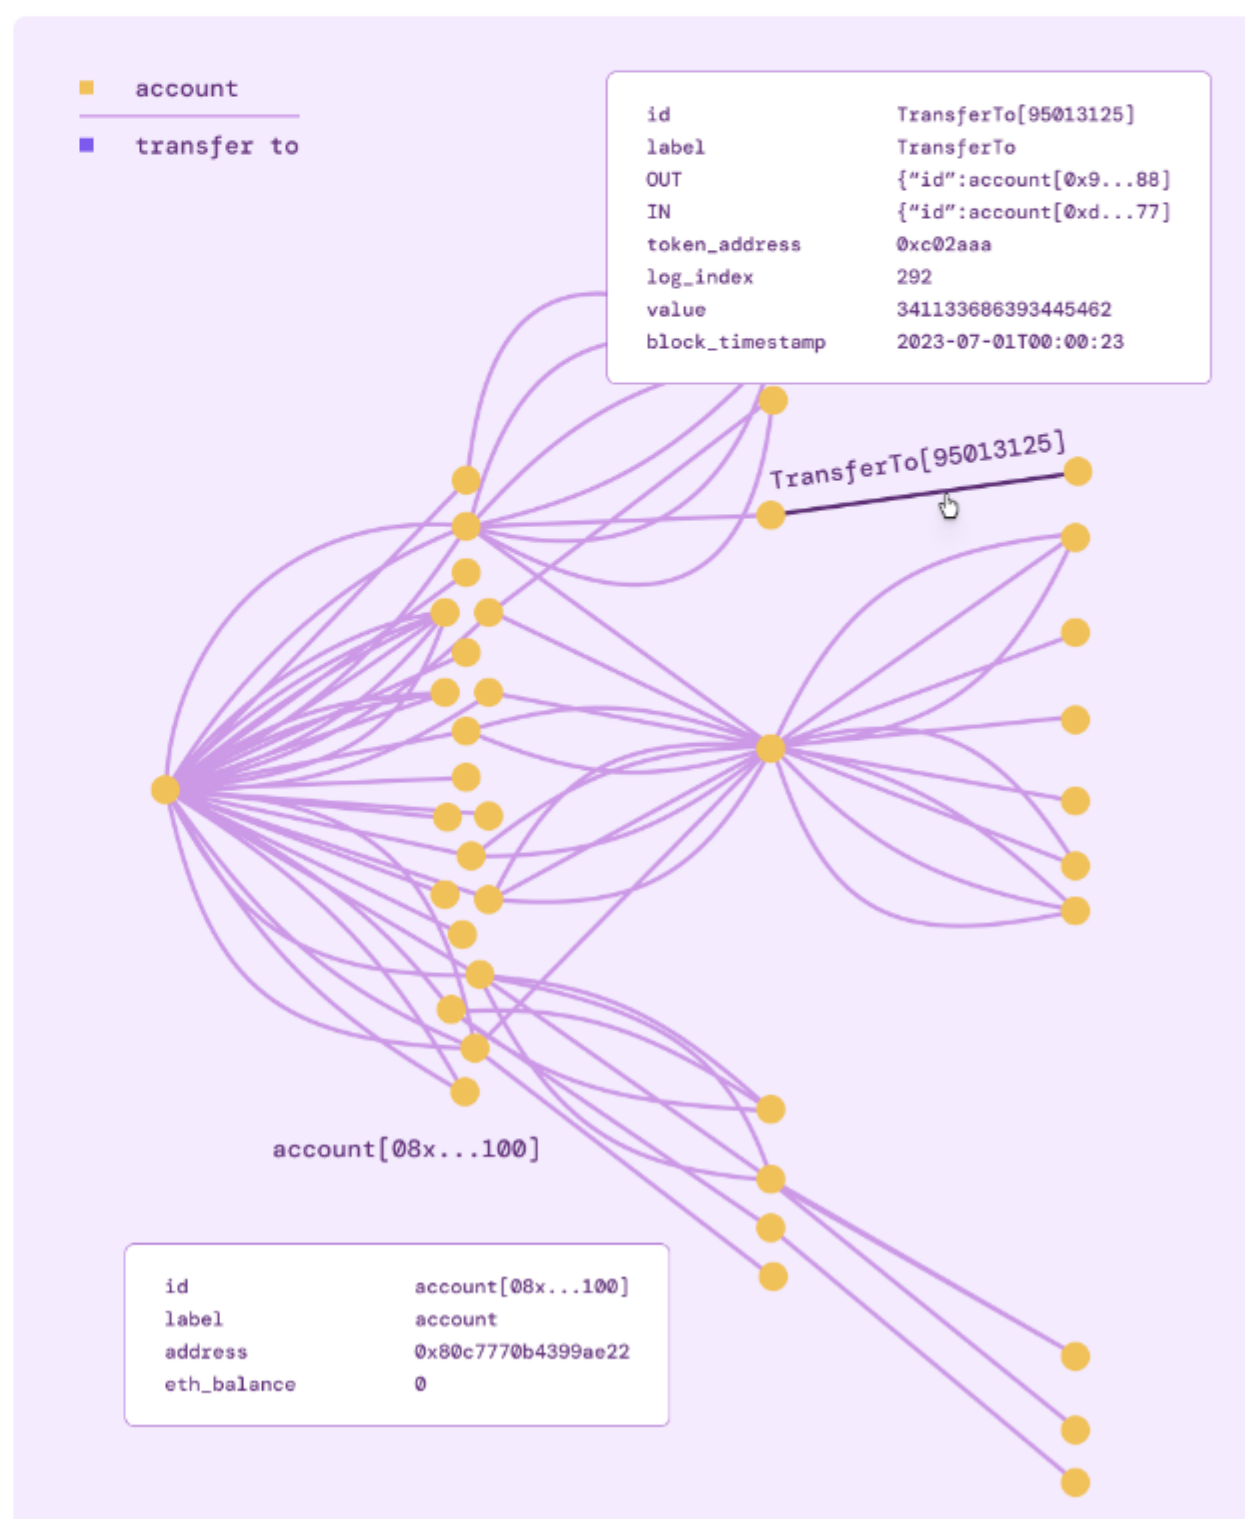 account
transfer to
id TransferTo[95013125]
label TransferTo
OUT {“id”:account[0x9...88]
IN {“id”:account[0xd...77]
token_address 0xc02aaa
log_index 292
value 341133686393445462
block_timestamp 2023-07-01T00:00:23
TransferTo[95013125]
account[08x...100]
id account[08x...100]
label account
address 0x80c7770b4399ae22
eth_balance 0